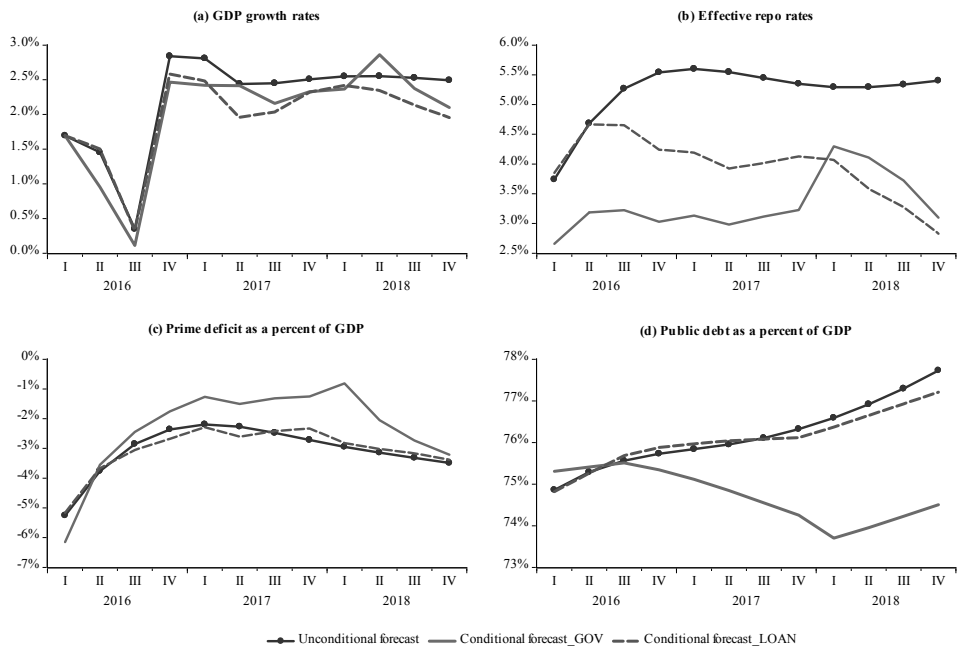 (a) GDP growth rates
3.0%
2.5%
2.0%
1.5%
1.0%
0.5%
0.0%
I II III IV I II III IV I II III IV
2016 2017 2018
(b) Effective repo rates
6.0%
5.5%
5.0%
4.5%
4.0%
3.5%
3.0%
2.5%
I II III IV I II III IV I II III IV
2016 2017 2018
(c) Prime deficit as a percent of GDP
0%
-1%
-2%
-3%
-4%
-5%
-6%
-7%
I II III IV I II III IV I II III IV
2016 2017 2018
(d) Public debt as a percent of GDP
78%
77%
76%
75%
74%
73%
I II III IV I II III IV I II III IV
2016 2017 2018
Unconditional forecast Conditional forecast_GOV Conditional forecast_LOAN